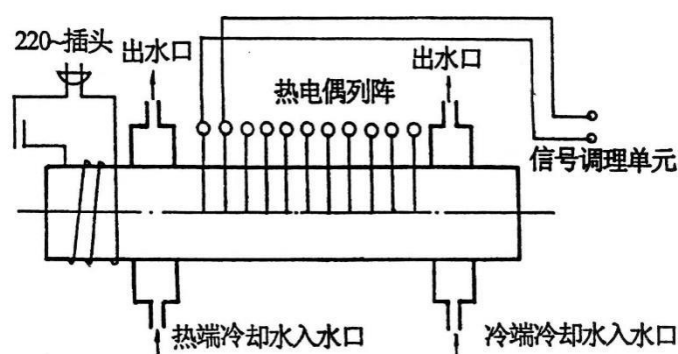 220~插头
出水口
出水口
热电偶列阵
信号调理单元
热端冷却水入水口
冷端冷却水入水口